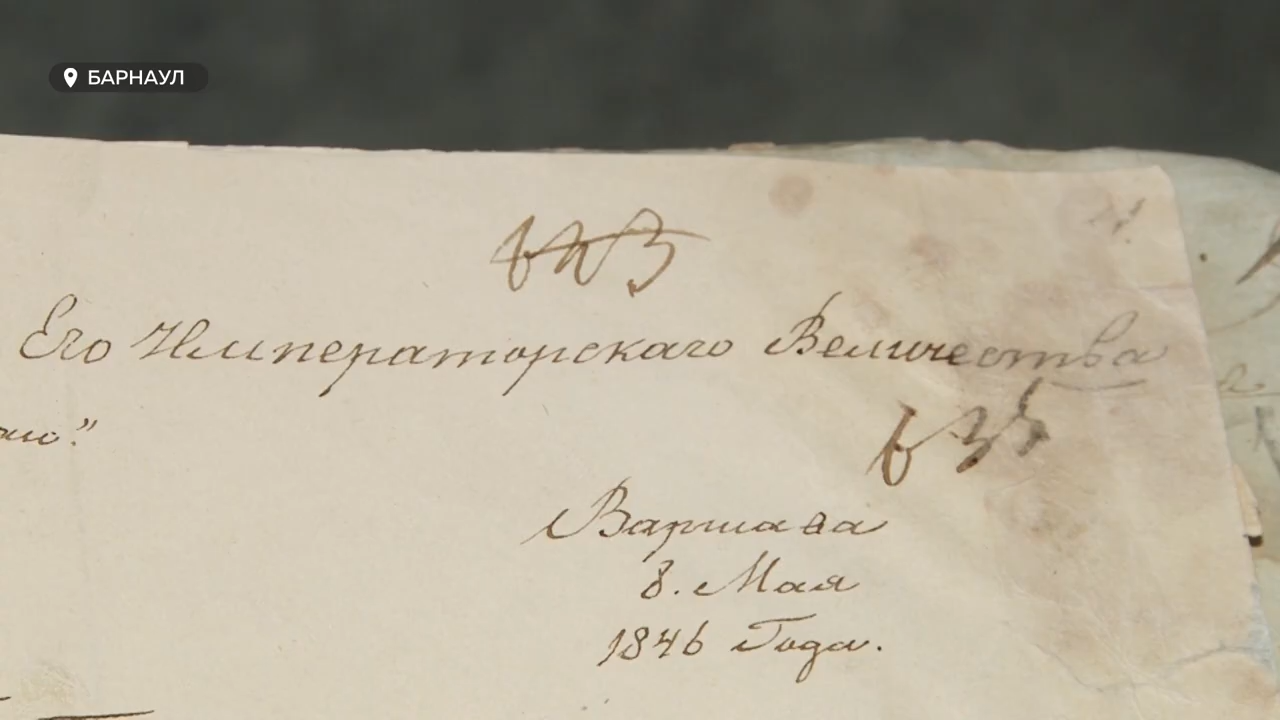 БАРНАУЛ
Его Императорскаго Величества
Варшава
8. Мая
1846 Года.